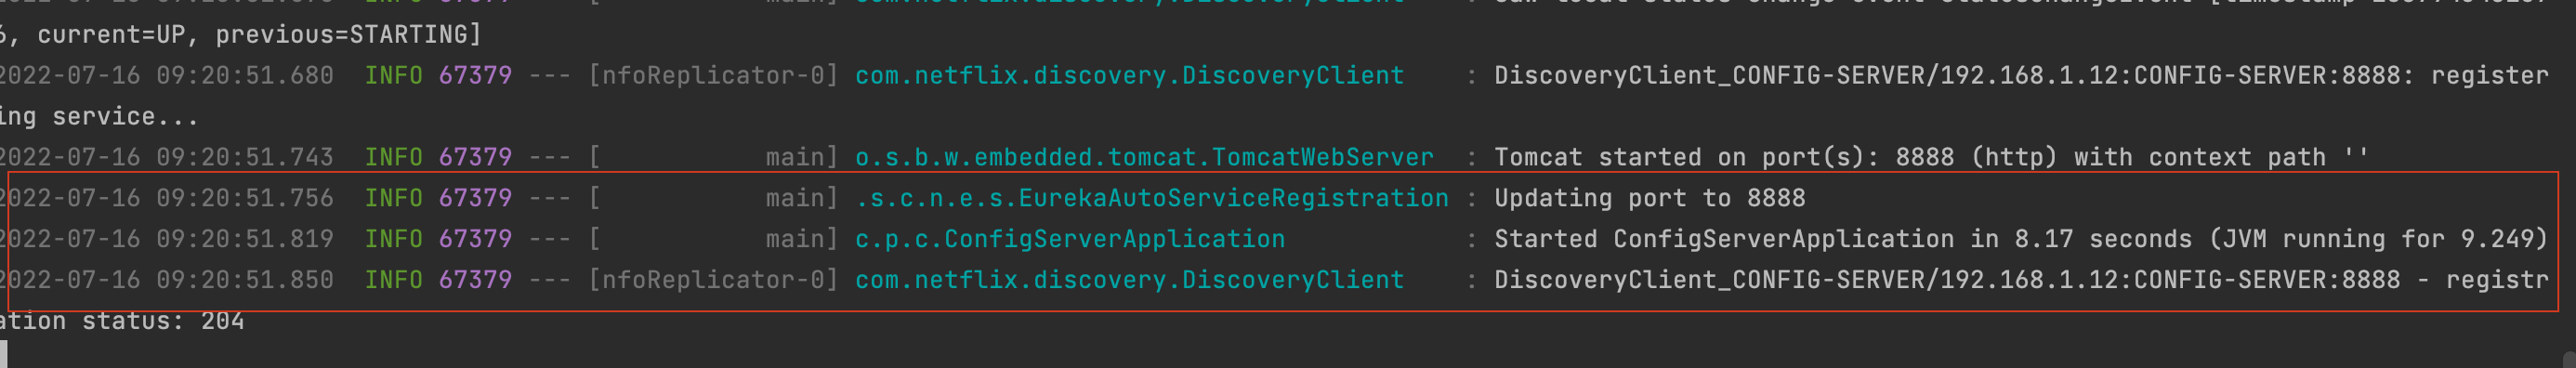 6, current=UP, previous=STARTING]
2022-07-16 09:20:51.680  INFO 67379 --- [nfoReplicator-0] com.netflix.discovery.DiscoveryClient    : DiscoveryClient_CONFIG-SERVER/192.168.1.12:CONFIG-SERVER:8888: register
ing service...
2022-07-16 09:20:51.743  INFO 67379 --- [           main] o.s.b.w.embedded.tomcat.TomcatWebServer  : Tomcat started on port(s): 8888 (http) with context path ''
2022-07-16 09:20:51.756  INFO 67379 --- [           main] .s.c.n.e.s.EurekaAutoServiceRegistration : Updating port to 8888
2022-07-16 09:20:51.819  INFO 67379 --- [           main] c.p.c.ConfigServerApplication            : Started ConfigServerApplication in 8.17 seconds (JVM running for 9.249)
2022-07-16 09:20:51.850  INFO 67379 --- [nfoReplicator-0] com.netflix.discovery.DiscoveryClient    : DiscoveryClient_CONFIG-SERVER/192.168.1.12:CONFIG-SERVER:8888 - registr
ation status: 204